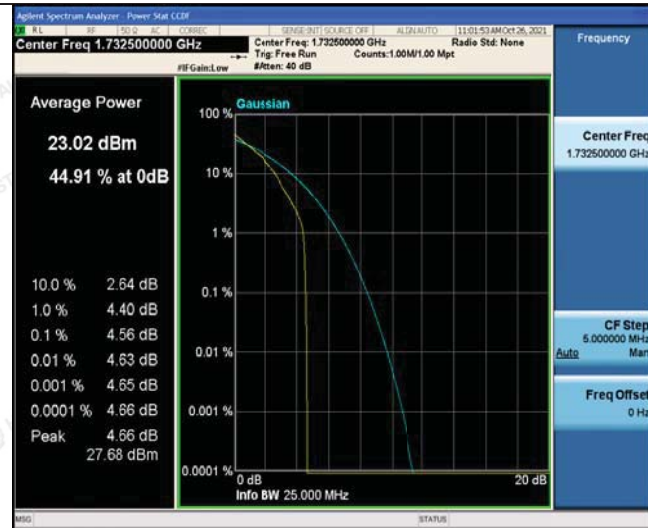 Agilent Spectrum Analyzer - Power Stat CCDF
RL RF 50 Ω AC CORREC SENSE:INT SOURCE OFF ALIGN AUTO 11:01:53 AM Oct 26, 2021
Center Freq 1.732500000 GHz
Center Freq: 1.732500000 GHz Radio Std: None
Trig: Free Run Counts:1.00M/1.00 Mpt
#IFGain:Low #Atten: 40 dB
Frequency
Average Power
23.02 dBm
44.91 % at 0dB
10.0 % 2.64 dB
1.0 % 4.40 dB
0.1 % 4.56 dB
0.01 % 4.63 dB
0.001 % 4.65 dB
0.0001 % 4.66 dB
Peak 4.66 dB
27.68 dBm
Gaussian
100 %
10 %
1 %
0.1 %
0.01 %
0.001 %
0.0001 %
0 dB 20 dB
Info BW 25.000 MHz
Center Freq
1.732500000 GHz
CF Step
5.000000 MHz
Auto Man
Freq Offset
0 Hz
MSG STATUS